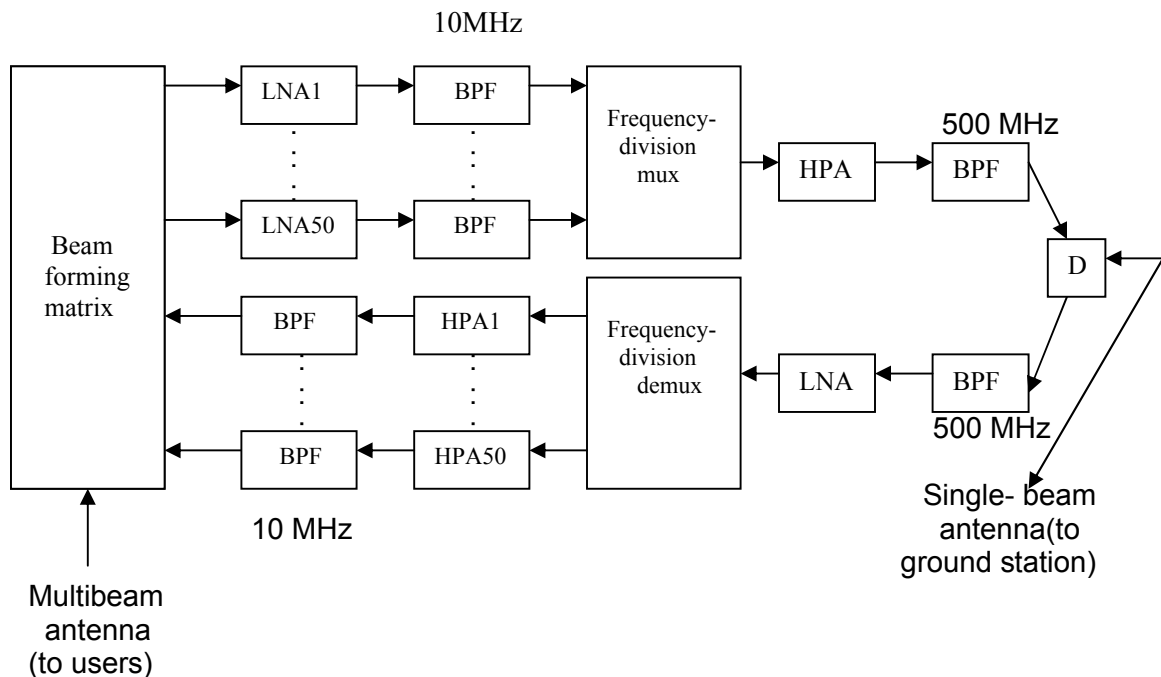 10MHz
LNA1
BPF
Frequency-
division
mux
500 MHz
HPA
BPF
LNA50
BPF
Beam
forming
matrix
D
BPF
HPA1
Frequency-
division
demux
LNA
BPF
500 MHz
BPF
HPA50
10 MHz
Single- beam
antenna(to
ground station)
Multibeam
antenna
(to users)